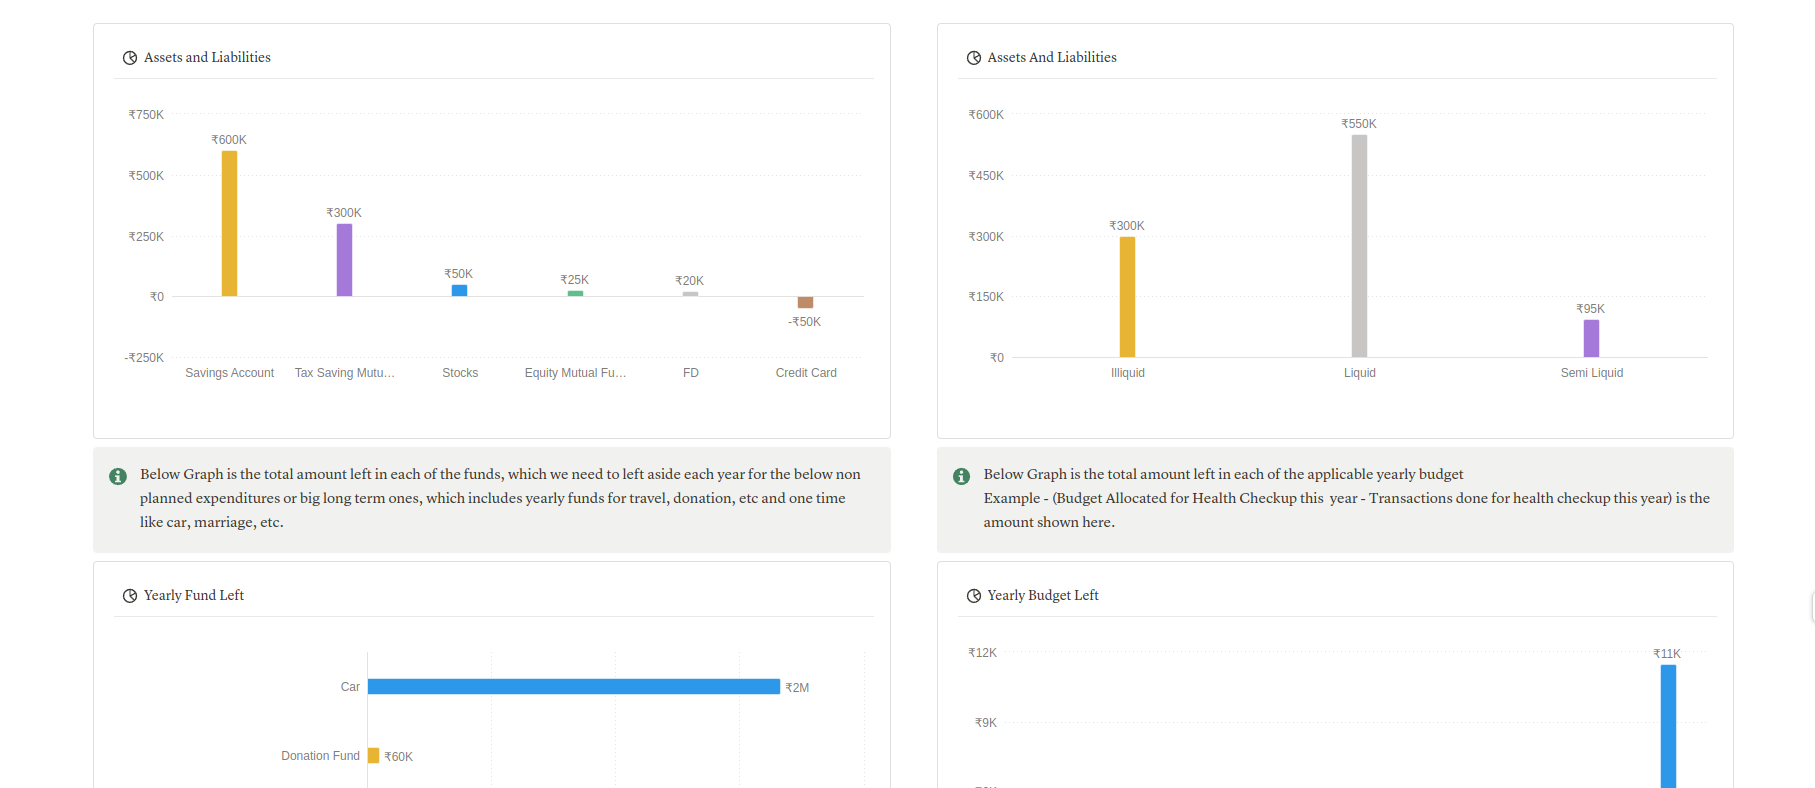 Assets and Liabilities
₹750K
₹500K
₹250K
₹0
-₹250K
₹600K
₹300K
₹50K
₹25K
₹20K
-₹50K
Savings Account
Tax Saving Mutu…
Stocks
Equity Mutual Fu…
FD
Credit Card
Assets And Liabilities
₹600K
₹450K
₹300K
₹150K
₹0
₹300K
₹550K
₹95K
Illiquid
Liquid
Semi Liquid
Below Graph is the total amount left in each of the funds, which we need to left aside each year for the below non
planned expenditures or big long term ones, which includes yearly funds for travel, donation, etc and one time
like car, marriage, etc.
Below Graph is the total amount left in each of the applicable yearly budget
Example - (Budget Allocated for Health Checkup this  year - Transactions done for health checkup this year) is the
amount shown here.
Yearly Fund Left
Car
₹2M
Donation Fund
₹60K
Yearly Budget Left
₹12K
₹9K
₹11K